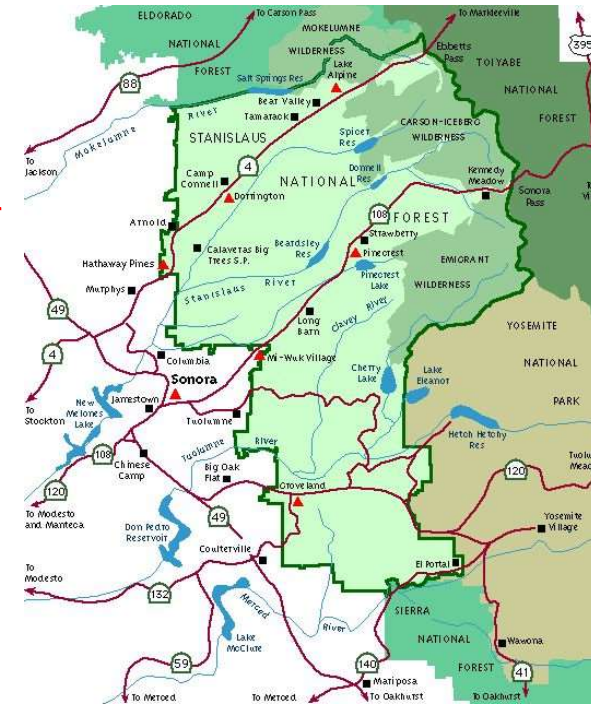 ELDORADO
To Carson Pass
To Markleeville
MOKELUMNE
395
NATIONAL
WILDERNESS
Ebbetts
Pass
TOIYABE
FOREST
Lake
Alpine
Salt Springs Res
88
Bear Valley
NATIONAL
River
Tamarack
CARSON-ICEBERG
WILDERNESS
FOREST
STANISLAUS
Spicer
Res
To
Jackson
Mokelumne
4
Donnell
Res
Camp
Connell
NATIONAL
Kennedy
Meadow
Dorrington
Sonora
Pass
108
FOREST
Arnold
Strawberry
Calaveras Big
Trees S.P.
Beardsley
Res
Pinecrest
Hathaway Pines
Pinecrest
Lake
EMIGRANT
WILDERNESS
Murphys
Stanislaus
River
49
Long
Barn
Clavey River
YOSEMITE
4
Columbia
Mi-Wuk Village
NATIONAL
Sonora
Cherry
Lake
Lake
Eleanor
PARK
New
Melones
Lake
Jamestown
To
Stockton
Tuolumne
Hetch Hetchy
Res
108
Tuolumne
River
Chinese
Camp
Big Oak
Flat
120
120
Groveland
To Modesto
and Manteca
49
Don Pedro
Reservoir
Yosemite
Village
Coulterville
El Portal
To
Modesto
132
Merced
River
SIERRA
Lake
McClure
NATIONAL
Wawona
59
140
FOREST
41
Mariposa
To Merced
To Merced
To Oakhurst
To Oakhurst